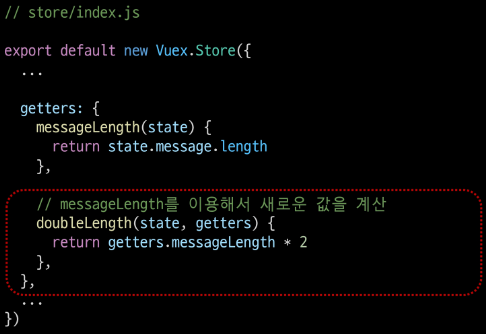 // store/index.js
export default new Vuex.Store({
  ...
  getters: {
    messageLength(state) {
      return state.message.length
    },
    // messageLength를 이용해서 새로운 값을 계산
    doubleLength(state, getters) {
      return getters.messageLength * 2
    },
  },
  ...
})